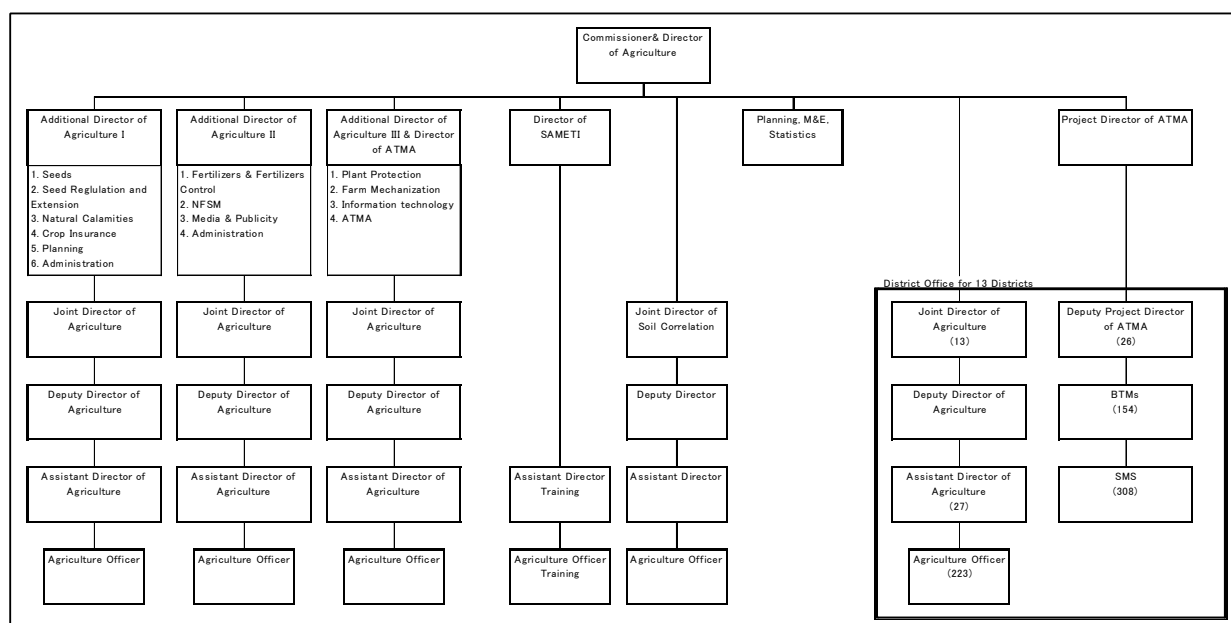 Commissioner& Director
of Agriculture
Additional Director of
Agriculture I
Additional Director of
Agriculture II
Additional Director of
Agriculture III & Director
of ATMA
Director of
SAMETI
Planning, M&E,
Statistics
Project Director of ATMA
1. Seeds
2. Seed Reglulation and
Extension
3. Natural Calamities
4. Crop Insurance
5. Planning
6. Administration
1. Fertilizers & Fertilizers
Control
2. NFSM
3. Media & Publicity
4. Administration
1. Plant Protection
2. Farm Mechanization
3. Information technology
4. ATMA
District Office for 13 Districts
Joint Director of
Agriculture
Joint Director of
Agriculture
Joint Director of
Agriculture
Joint Director of
Soil Correlation
Joint Director of
Agriculture
(13)
Deputy Project Director
of ATMA
(26)
Deputy Director of
Agriculture
Deputy Director of
Agriculture
Deputy Director of
Agriculture
Deputy Director
Deputy Director of
Agriculture
BTMs
(154)
Assistant Director of
Agriculture
Assistant Director of
Agriculture
Assistant Director of
Agriculture
Assistant Director
Training
Assistant Director
Assistant Director of
Agriculture
(27)
SMS
(308)
Agriculture Officer
Agriculture Officer
Agriculture Officer
Agriculture Officer
Training
Agriculture Officer
Agriculture Officer
(223)